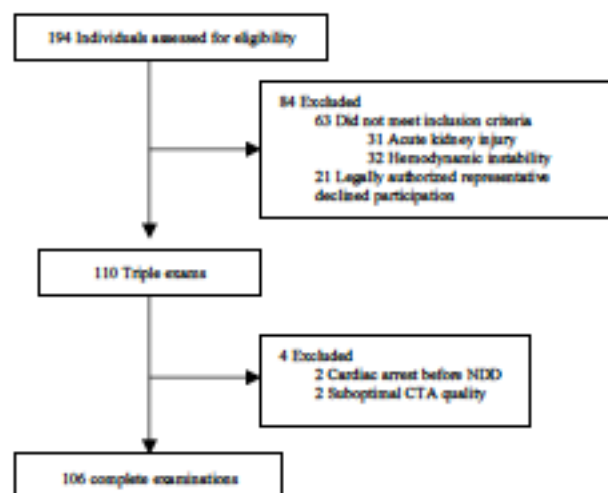 194 Individuals assessed for eligibility
84 Excluded
63 Did not meet inclusion criteria
31 Acute kidney injury
32 Hemodynamic instability
21 Legally authorized representative
declined participation
110 Triple exams
4 Excluded
2 Cardiac arrest before NDD
2 Suboptimal CTA quality
106 complete examinations